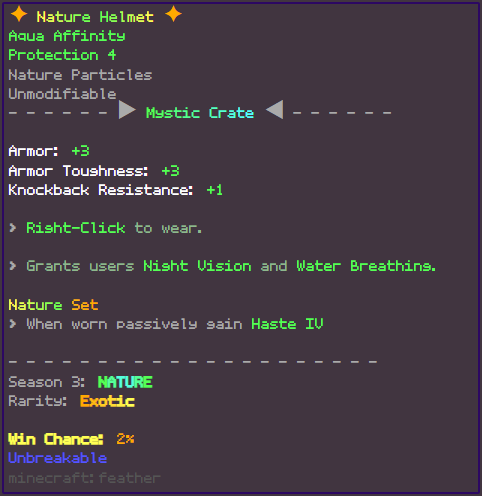 ✦ Nature Helmet ✦
Aqua Affinity
Protection 4
Nature Particles
Unmodifiable
- - - - - - ▶ Mystic Crate ◀ - - - - - -
Armor: +3
Armor Toughness: +3
Knockback Resistance: +1
> Right-Click to wear.
> Grants users Night Vision and Water Breathing.
Nature Set
> When worn passively gain Haste IV
- - - - - - - - - - - - - - - - - - - - - -
Season 3: NATURE
Rarity: Exotic
Win Chance: 2%
Unbreakable
minecraft:feather